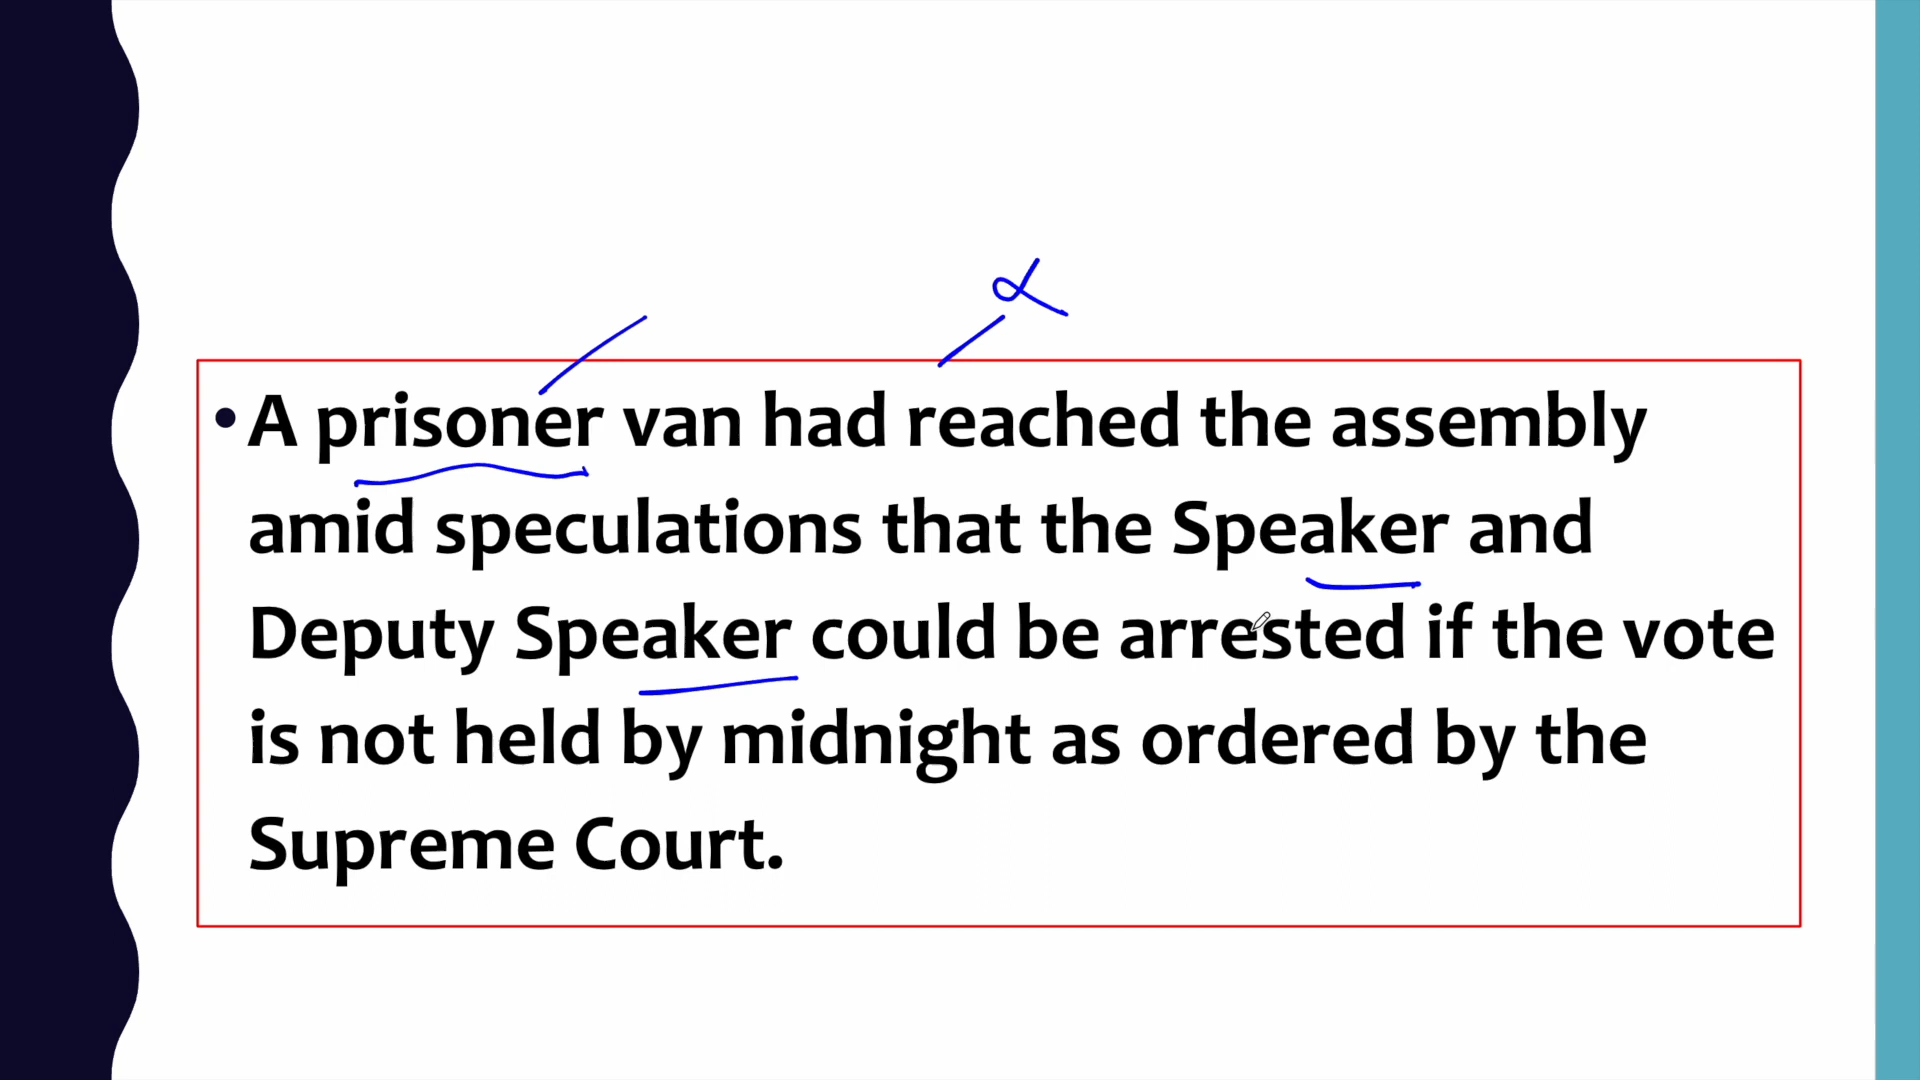 • A prisoner van had reached the assembly
amid speculations that the Speaker and
Deputy Speaker could be arrested if the vote
is not held by midnight as ordered by the
Supreme Court.